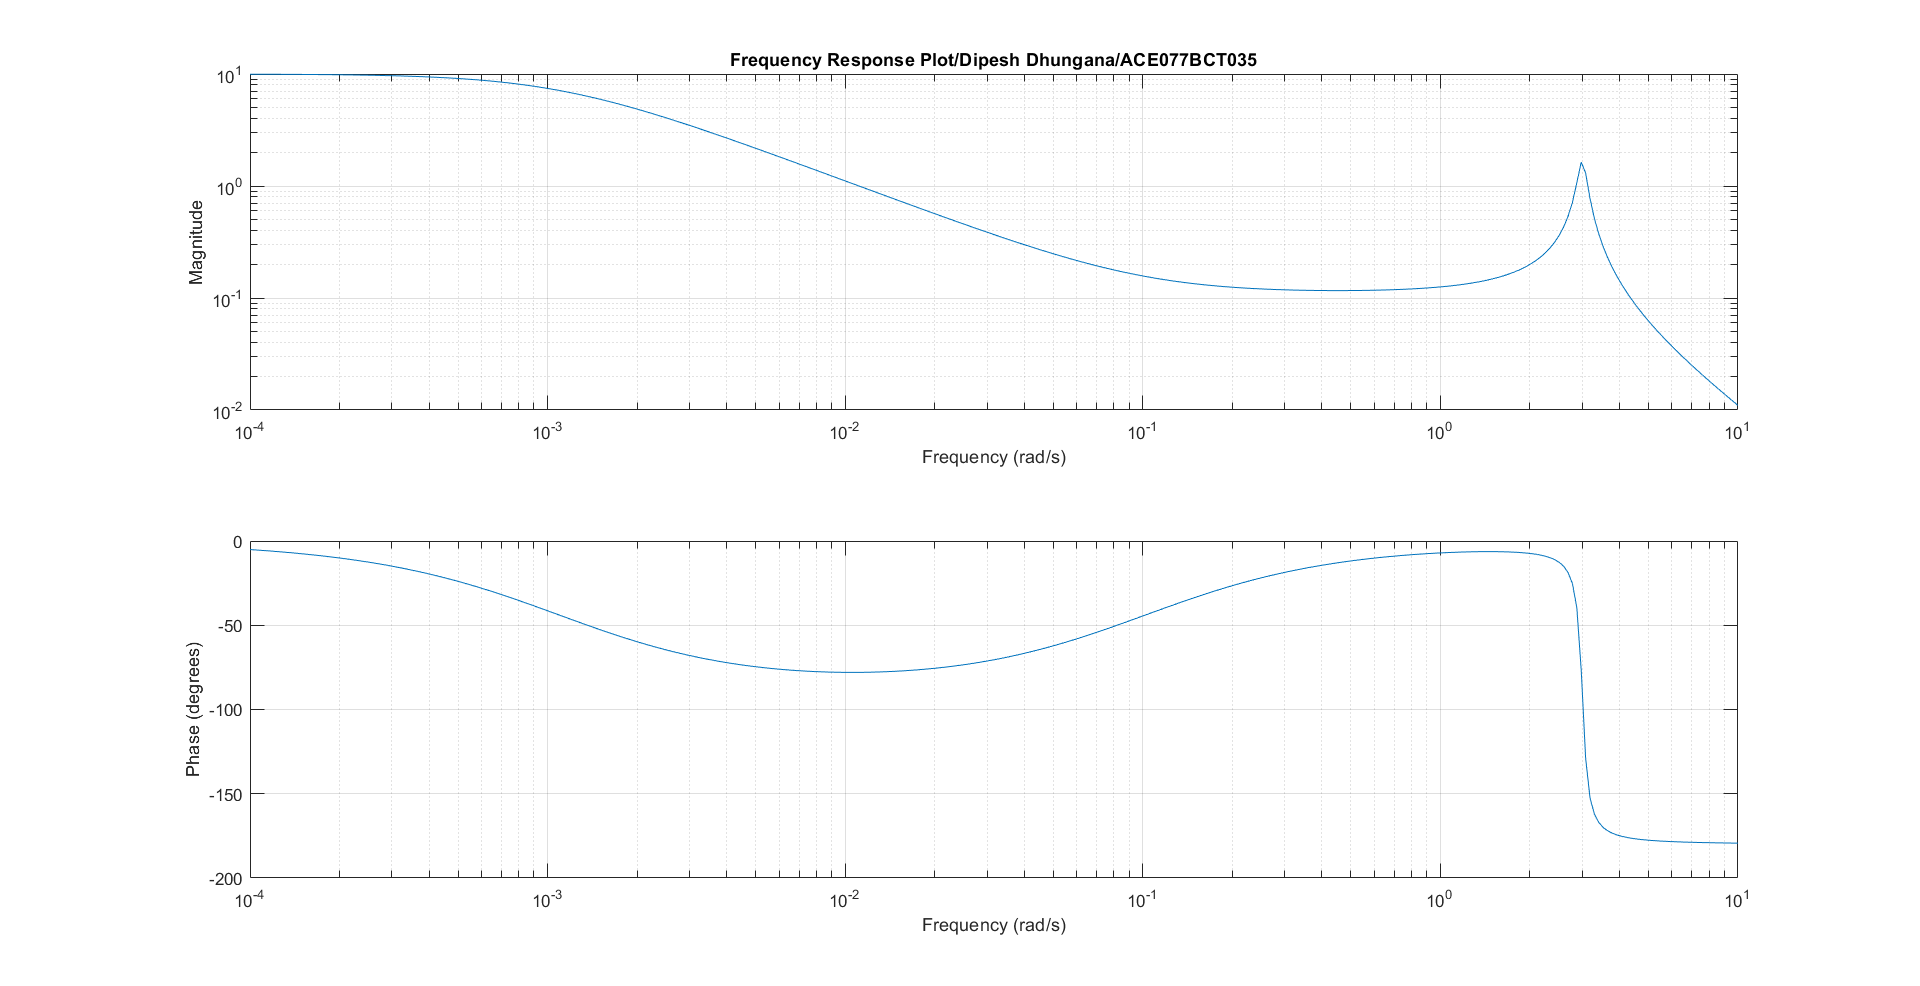 Frequency Response Plot/Dipesh Dhungana/ACE077BCT035
10^1
10^0
10^-1
10^-2
Magnitude
10^-4 10^-3 10^-2 10^-1 10^0 10^1
Frequency (rad/s)
0
-50
-100
-150
-200
Phase (degrees)
10^-4 10^-3 10^-2 10^-1 10^0 10^1
Frequency (rad/s)